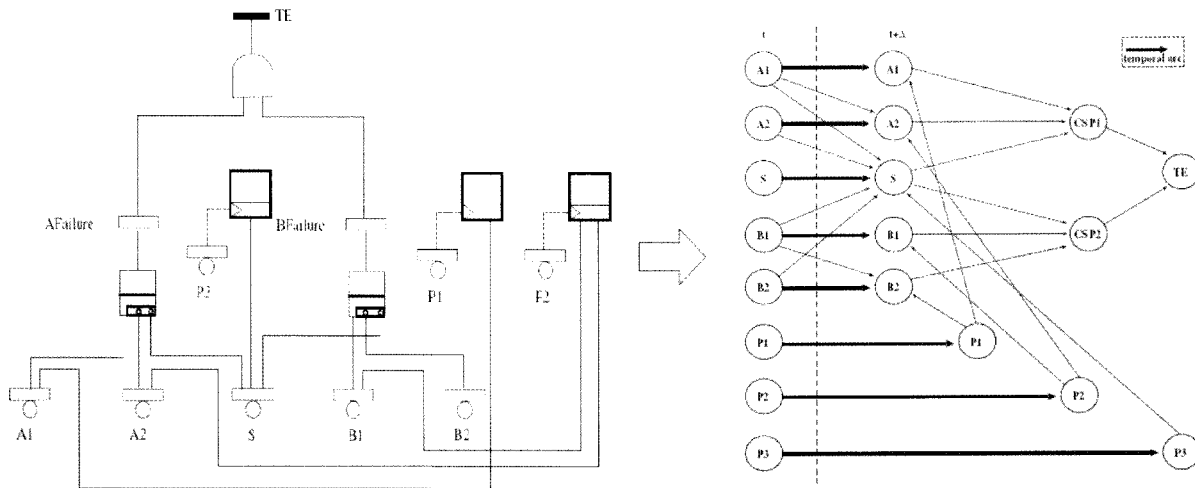 TE
AFailure
P3
BFailure
P1
P2
A1
A2
S
B1
B2
t
t+Δ
temporal arc
A1
A1
A2
A2
CSP1
S
S
TE
B1
B1
CSP2
B2
B2
P1
P1
P2
P2
P3
P3